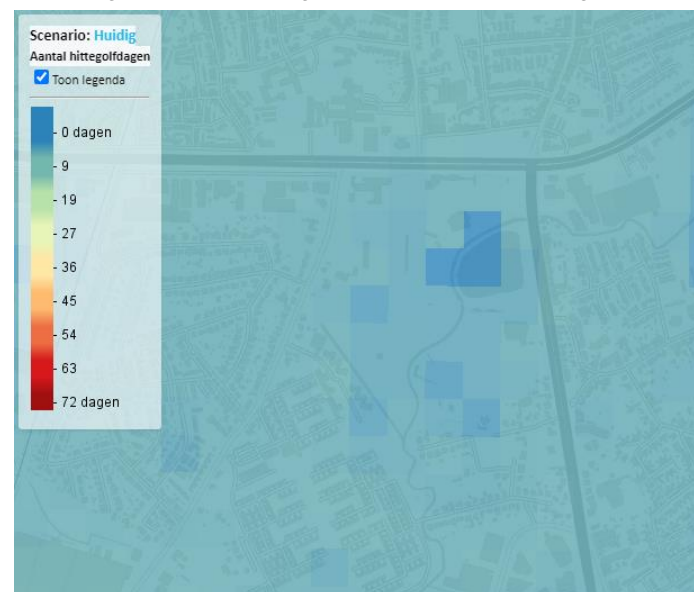 Scenario: Huidig
Aantal hittegolfdagen
Toon legenda
- 0 dagen
- 9
- 19
- 27
- 36
- 45
- 54
- 63
- 72 dagen